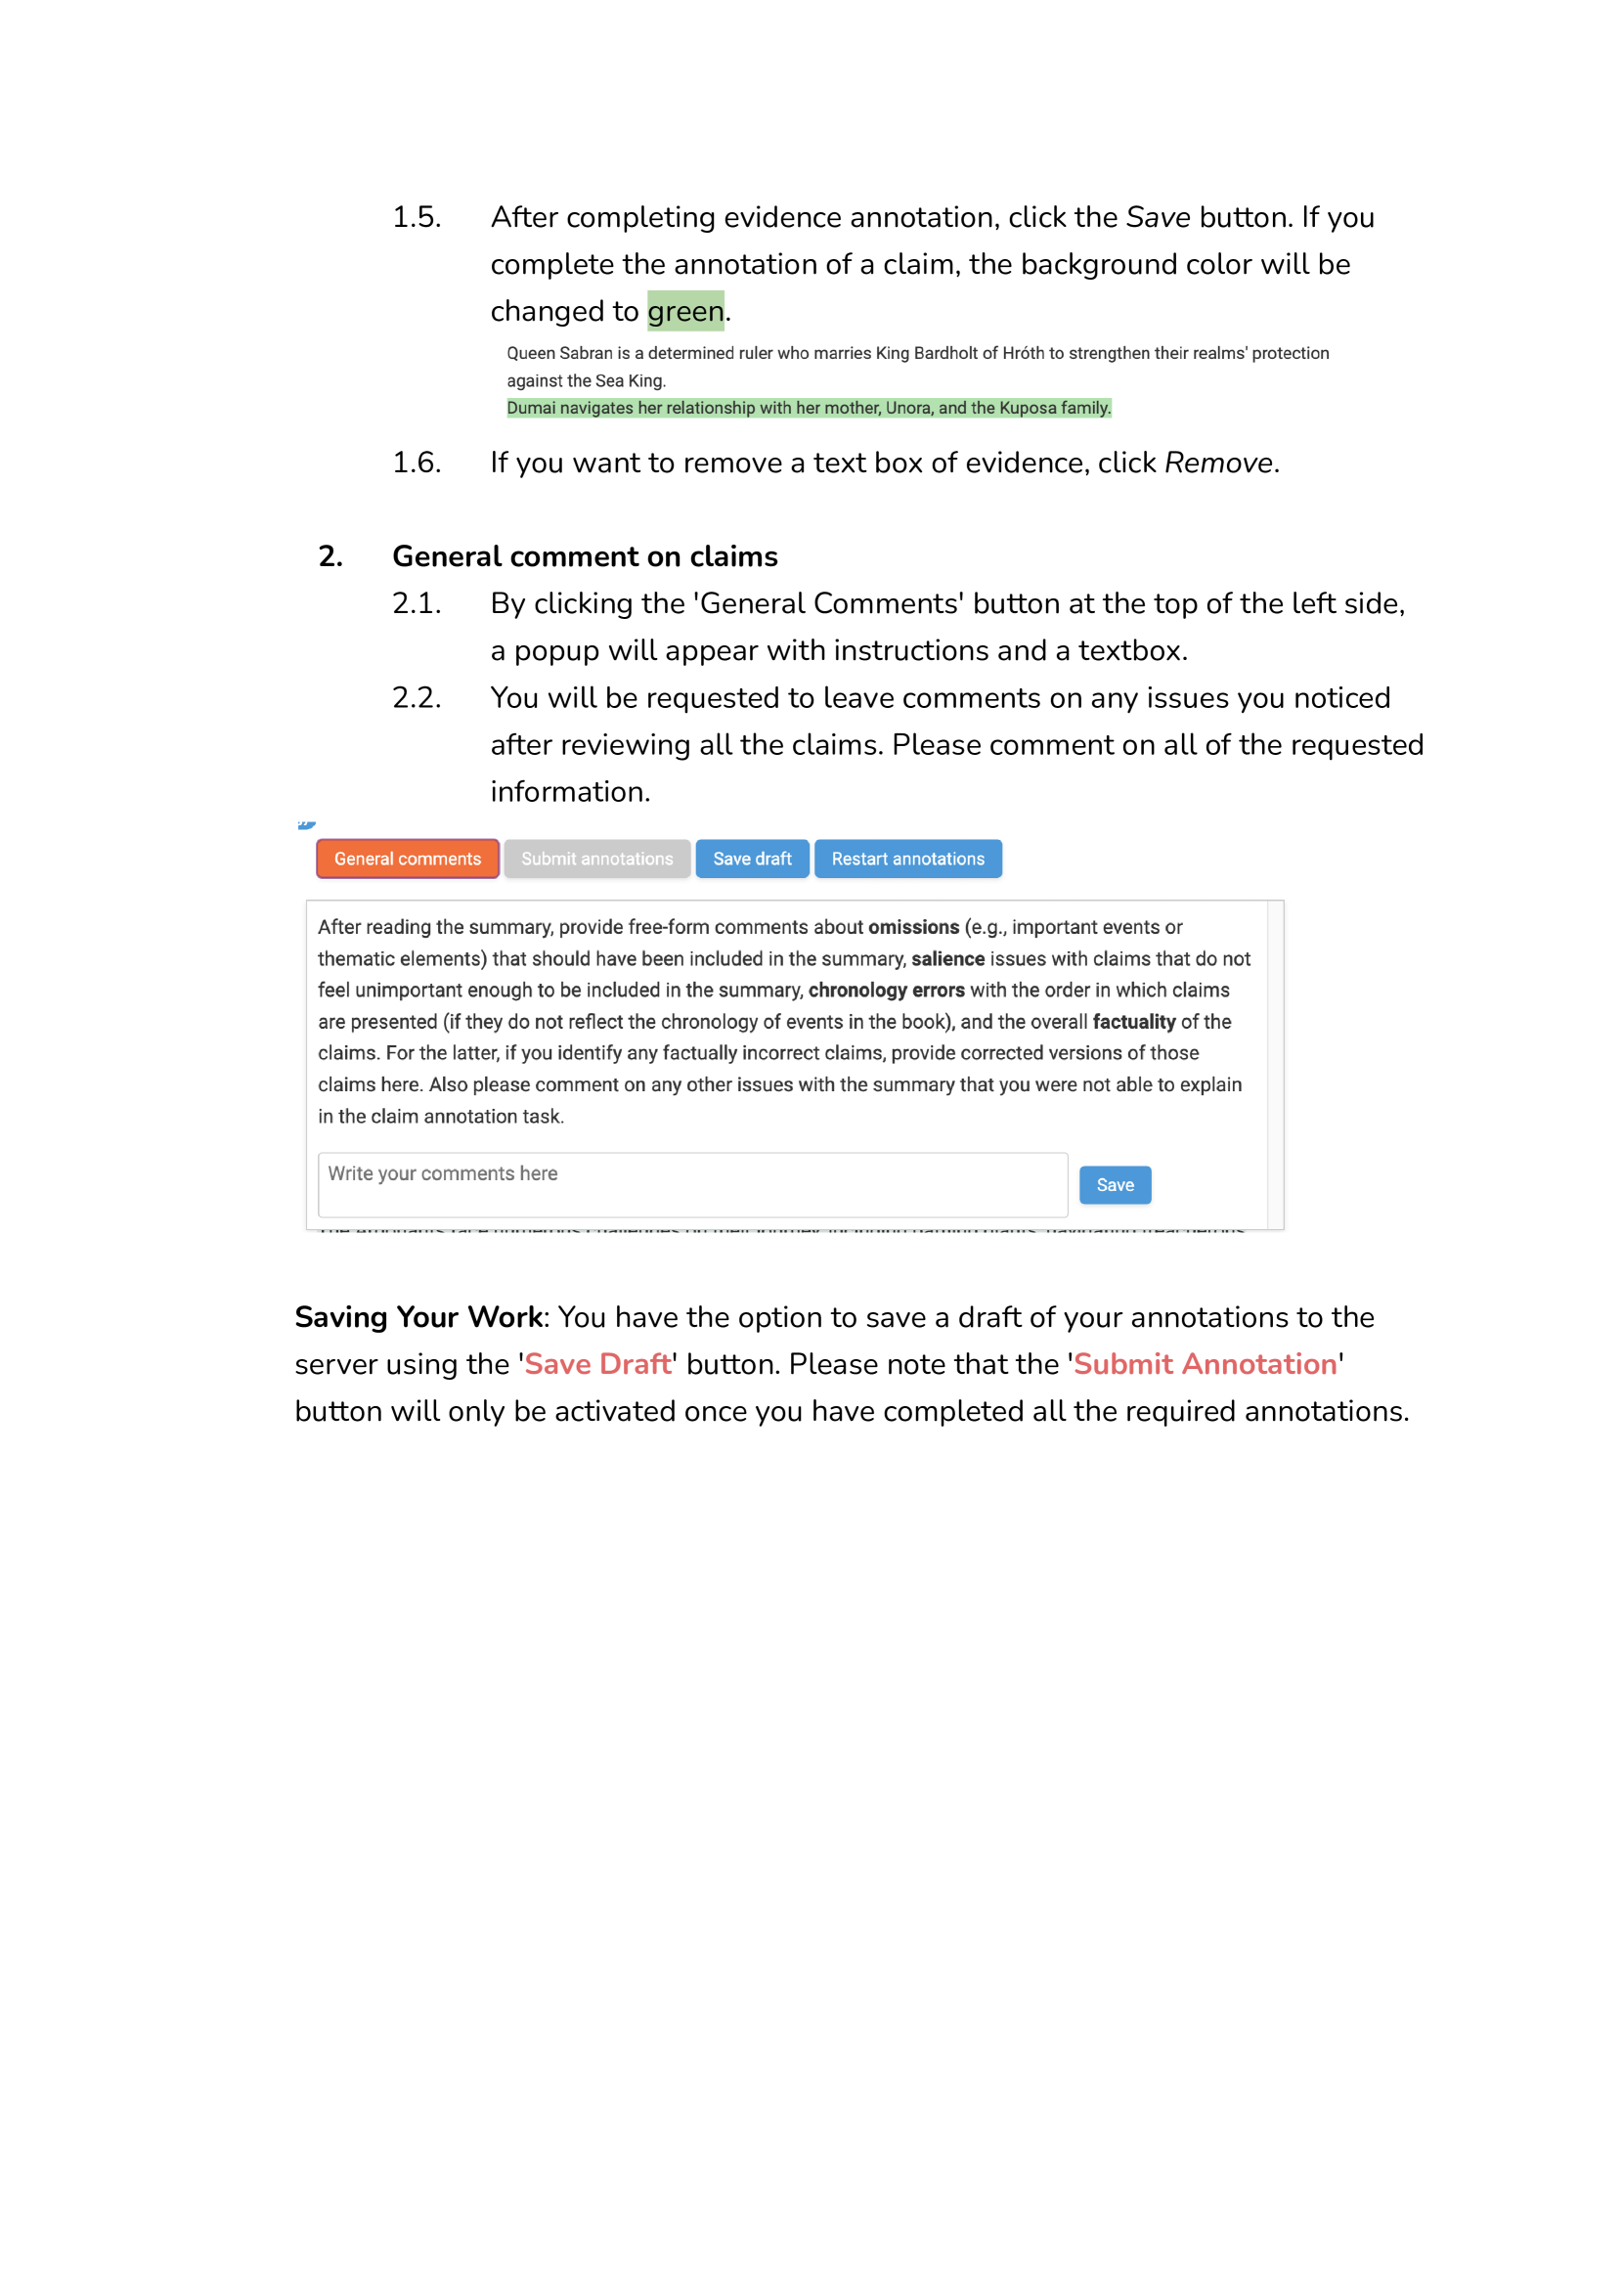 1.5. After completing evidence annotation, click the Save button. If you
complete the annotation of a claim, the background color will be
changed to green.
Queen Sabran is a determined ruler who marries King Bardholt of Hróth to strengthen their realms' protection
against the Sea King.
Dumai navigates her relationship with her mother, Unora, and the Kuposa family.
1.6. If you want to remove a text box of evidence, click Remove.
2. General comment on claims
2.1. By clicking the 'General Comments' button at the top of the left side,
a popup will appear with instructions and a textbox.
2.2. You will be requested to leave comments on any issues you noticed
after reviewing all the claims. Please comment on all of the requested
information.
General comments Submit annotations Save draft Restart annotations
After reading the summary, provide free-form comments about omissions (e.g., important events or
thematic elements) that should have been included in the summary, salience issues with claims that do not
feel unimportant enough to be included in the summary, chronology errors with the order in which claims
are presented (if they do not reflect the chronology of events in the book), and the overall factuality of the
claims. For the latter, if you identify any factually incorrect claims, provide corrected versions of those
claims here. Also please comment on any other issues with the summary that you were not able to explain
in the claim annotation task.
Write your comments here
Save
Saving Your Work: You have the option to save a draft of your annotations to the
server using the 'Save Draft' button. Please note that the 'Submit Annotation'
button will only be activated once you have completed all the required annotations.